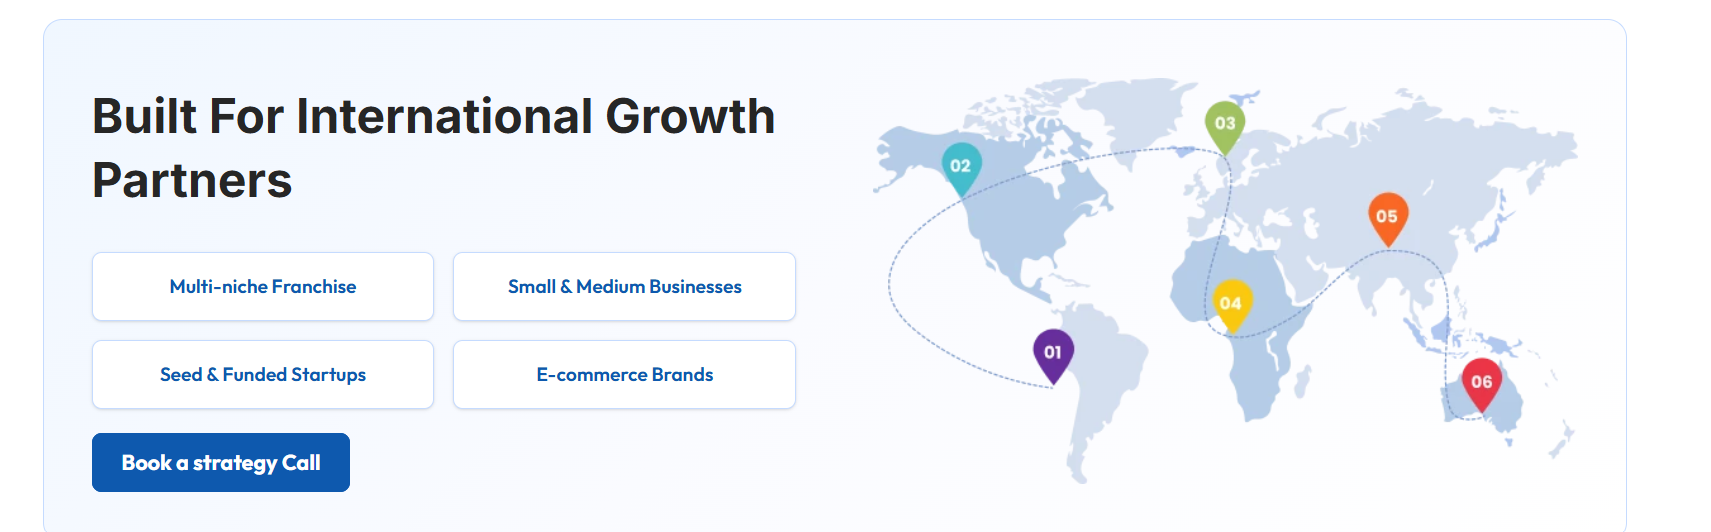 Built For International Growth
Partners
Multi-niche Franchise
Small & Medium Businesses
Seed & Funded Startups
E-commerce Brands
Book a strategy Call
01
02
03
04
05
06